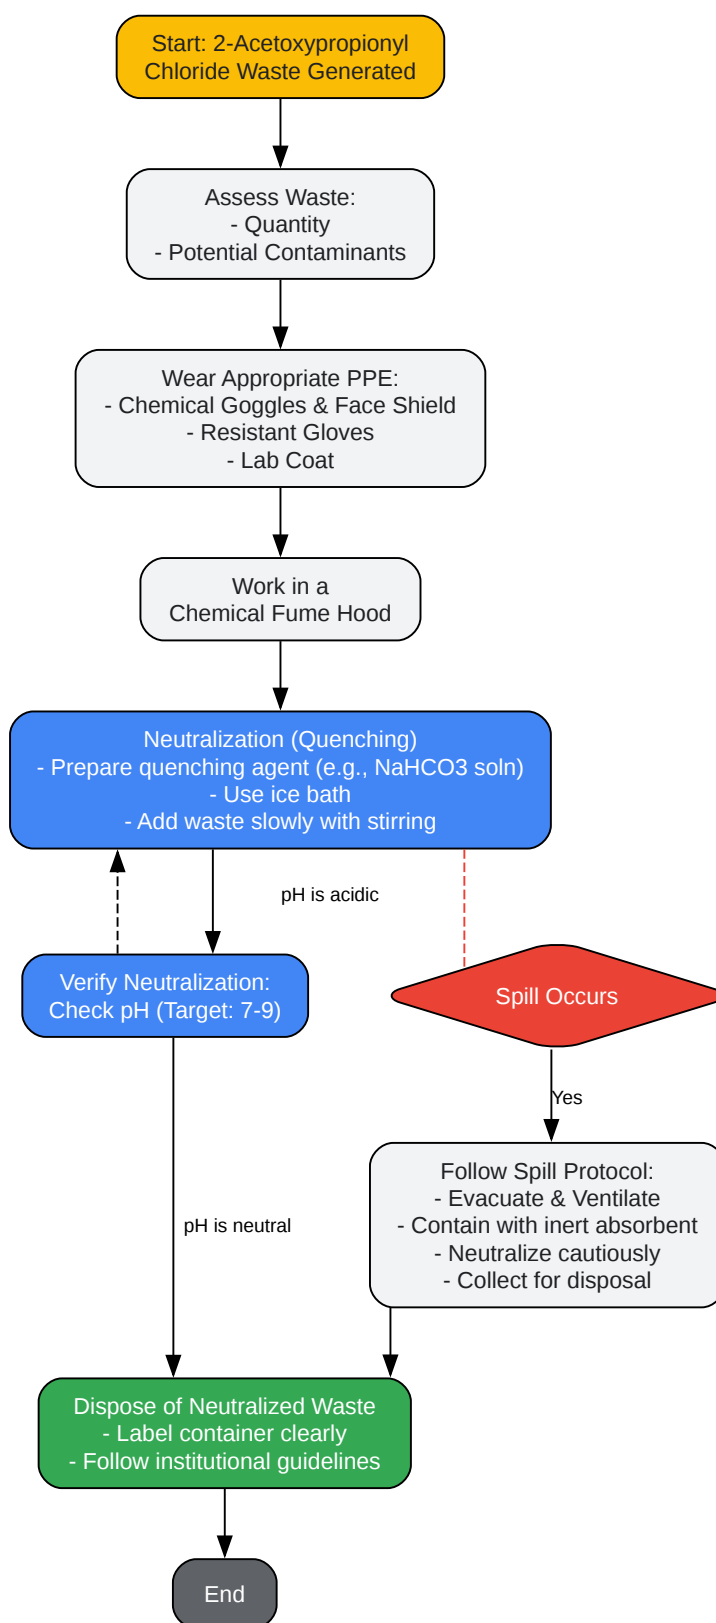 Start: 2-Acetoxypropionyl
Chloride Waste Generated
Assess Waste:
- Quantity
- Potential Contaminants
Wear Appropriate PPE:
- Chemical Goggles & Face Shield
- Resistant Gloves
- Lab Coat
Work in a
Chemical Fume Hood
Neutralization (Quenching)
- Prepare quenching agent (e.g., NaHCO3 soln)
- Use ice bath
- Add waste slowly with stirring
pH is acidic
Verify Neutralization:
Check pH (Target: 7-9)
Spill Occurs
Yes
Follow Spill Protocol:
- Evacuate & Ventilate
- Contain with inert absorbent
- Neutralize cautiously
- Collect for disposal
pH is neutral
Dispose of Neutralized Waste
- Label container clearly
- Follow institutional guidelines
End